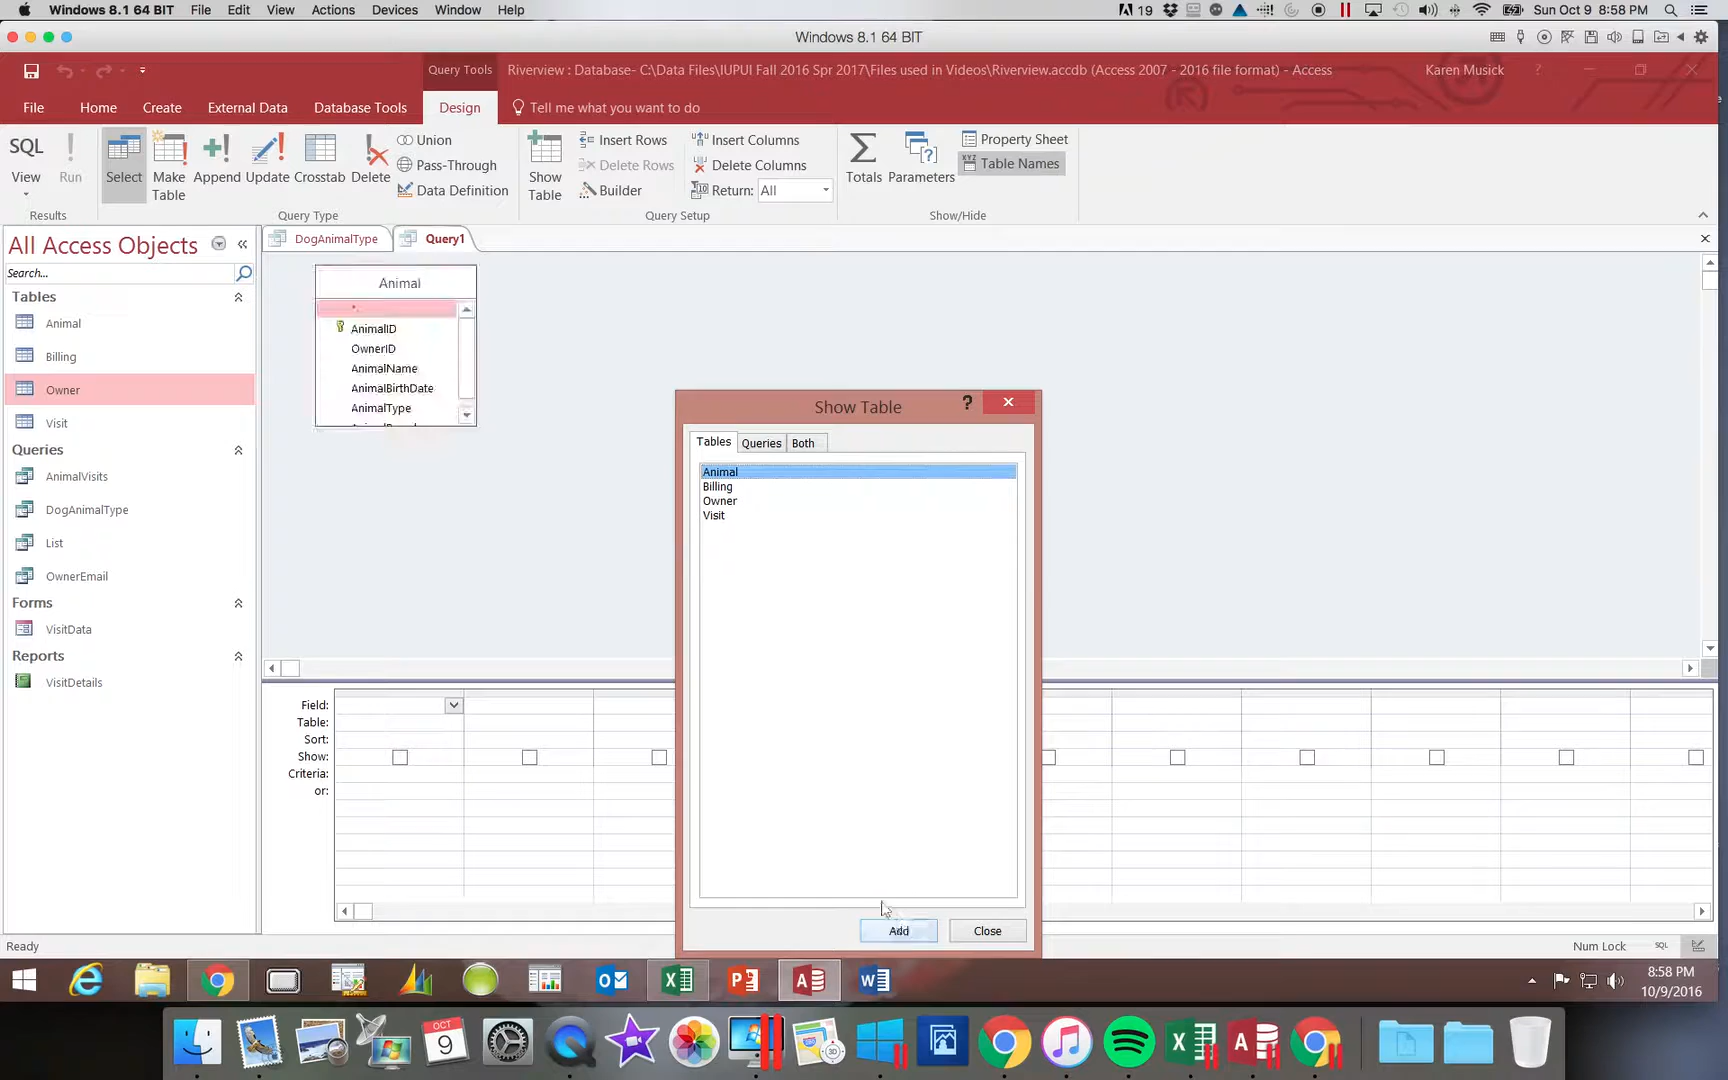 Windows 8.1 64 BIT File Edit View Actions Devices Window Help 19 Sun Oct 9 8:58 PM
Windows 8.1 64 BIT
Query Tools Riverview : Database- C:\Data Files\IUPUI Fall 2016 Spr 2017\Files used in Videos\Riverview.accdb (Access 2007 - 2016 file format) - Access Karen Musick ?
File Home Create External Data Database Tools Design Tell me what you want to do
SQL View
Run
Results
Select
Make Table
Append
Update
Crosstab
Delete
Union
Pass-Through
Data Definition
Query Type
Show Table
Insert Rows
Delete Rows
Builder
Insert Columns
Delete Columns
Return: All
Query Setup
Totals
Parameters
Property Sheet
XYZ Table Names
Show/Hide
All Access Objects
Search...
Tables
Animal
Billing
Owner
Visit
Queries
AnimalVisits
DogAnimalType
List
OwnerEmail
Forms
VisitData
Reports
VisitDetails
DogAnimalType Query1
Animal
*
AnimalID
OwnerID
AnimalName
AnimalBirthDate
AnimalType
Show Table ?
Tables Queries Both
Animal
Billing
Owner
Visit
Add Close
Field:
Table:
Sort:
Show:
Criteria:
or:
Ready Num Lock SQL
8:58 PM
10/9/2016
OCT
9